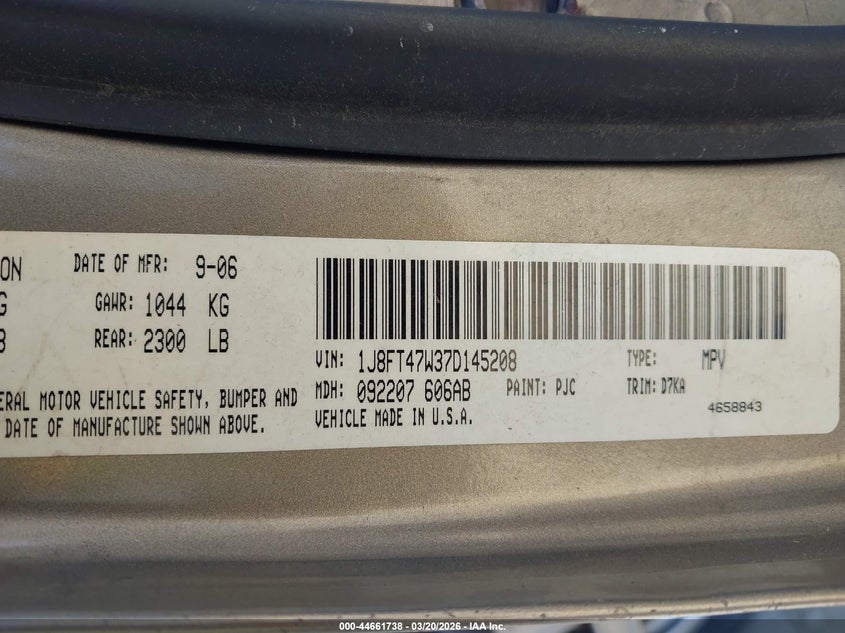 ON DATE OF MFR: 9-06
G GAWR: 1044 KG
B REAR: 2300 LB
VIN: 1J8FT47W37D145208 TYPE: MPV
MDH: 092207 606AB PAINT: PJC TRIM: D7KA
VEHICLE MADE IN U.S.A. 4658843
ERAL MOTOR VEHICLE SAFETY, BUMPER AND
DATE OF MANUFACTURE SHOWN ABOVE.
000-44661738 - 03/20/2026 - IAA Inc.